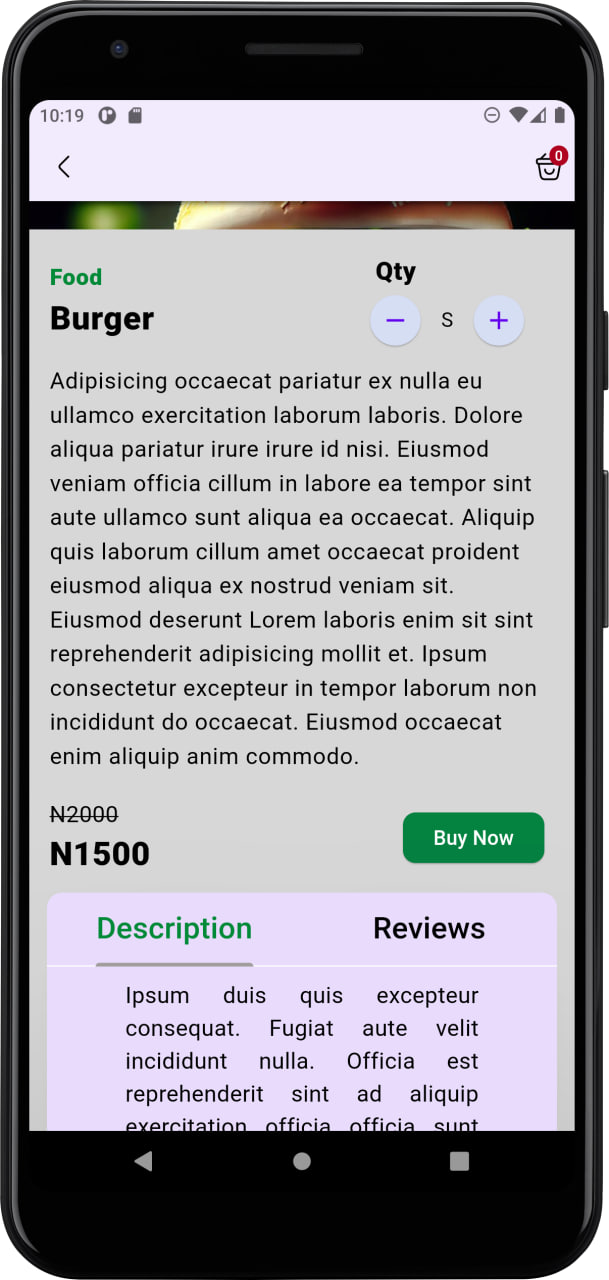 10:19
0
Food
Qty
Burger
S
Adipisicing occaecat pariatur ex nulla eu
ullamco exercitation laborum laboris. Dolore
aliqua pariatur irure irure id nisi. Eiusmod
veniam officia cillum in labore ea tempor sint
aute ullamco sunt aliqua ea occaecat. Aliquip
quis laborum cillum amet occaecat proident
eiusmod aliqua ex nostrud veniam sit.
Eiusmod deserunt Lorem laboris enim sit sint
reprehenderit adipisicing mollit et. Ipsum
consectetur excepteur in tempor laborum non
incididunt do occaecat. Eiusmod occaecat
enim aliquip anim commodo.
N2000
N1500
Buy Now
Description Reviews
Ipsum duis quis excepteur
consequat. Fugiat aute velit
incididunt nulla. Officia est
reprehenderit sint ad aliquip
exercitation officia officia sunt